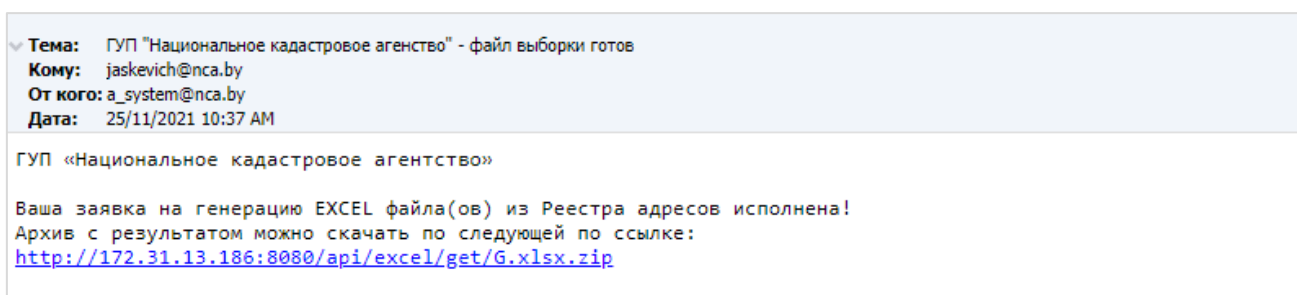 Тема: ГУП "Национальное кадастровое агенство" - файл выборки готов
Кому: jaskevich@nca.by
От кого: a_system@nca.by
Дата: 25/11/2021 10:37 AM
ГУП «Национальное кадастровое агентство»
Ваша заявка на генерацию EXCEL файла(ов) из Реестра адресов исполнена!
Архив с результатом можно скачать по следующей по ссылке:
http://172.31.13.186:8080/api/excel/get/G.xlsx.zip